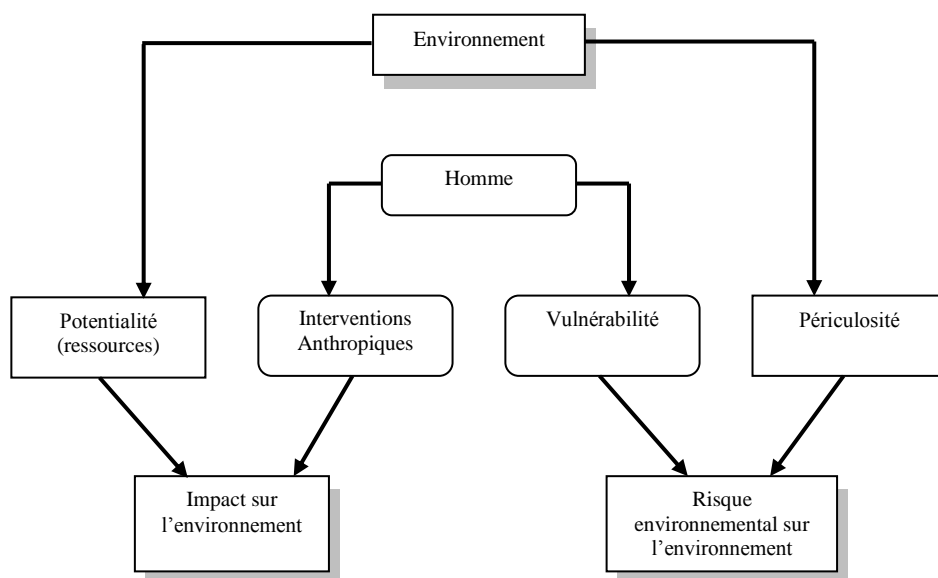 Environnement
Homme
Potentialité
(ressources)
Interventions
Anthropiques
Vulnérabilité
Périculosité
Impact sur
l’environnement
Risque
environnemental sur
l’environnement